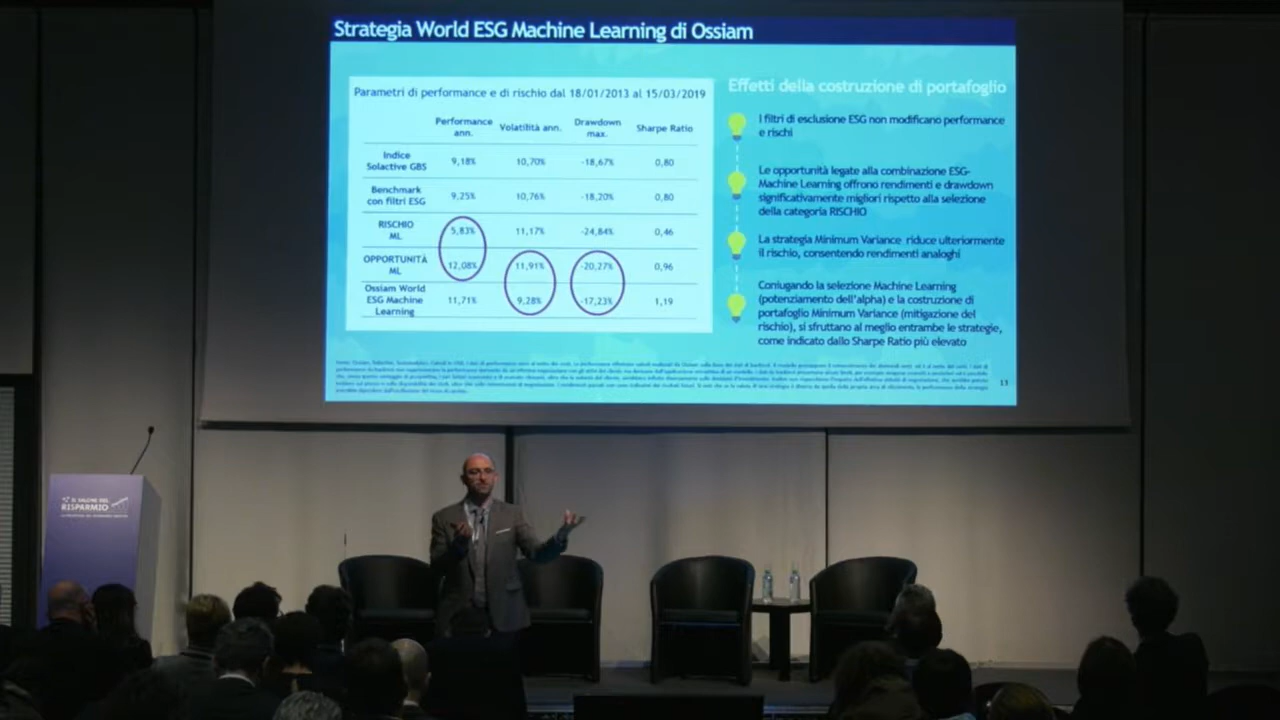 Strategia World ESG Machine Learning di Ossiam
Parametri di performance e di rischio dal 18/01/2013 al 15/03/2019
Performance ann. Volatilità ann. Drawdown max. Sharpe Ratio
Indice Solactive GBS 9,18% 10,70% -18,67% 0,80
Benchmark con filtri ESG 9,25% 10,76% -18,20% 0,80
RISCHIO ML 5,83% 11,17% -24,84% 0,46
OPPORTUNITÀ ML 12,08% 11,91% -20,27% 0,96
Ossiam World ESG Machine Learning 11,71% 9,28% -17,23% 1,19
Effetti della costruzione di portafoglio
I filtri di esclusione ESG non modificano performance
e rischi
Le opportunità legate alla combinazione ESG-
Machine Learning offrono rendimenti e drawdown
significativamente migliori rispetto alla selezione
della categoria RISCHIO
La strategia Minimum Variance riduce ulteriormente
il rischio, consentendo rendimenti analoghi
Coniugando la selezione Machine Learning
(potenziamento dell'alpha) e la costruzione di
portafoglio Minimum Variance (mitigazione del
rischio), si sfruttano al meglio entrambe le strategie,
come indicato dallo Sharpe Ratio più elevato
13
IL SALONE DEL
RISPARMIO